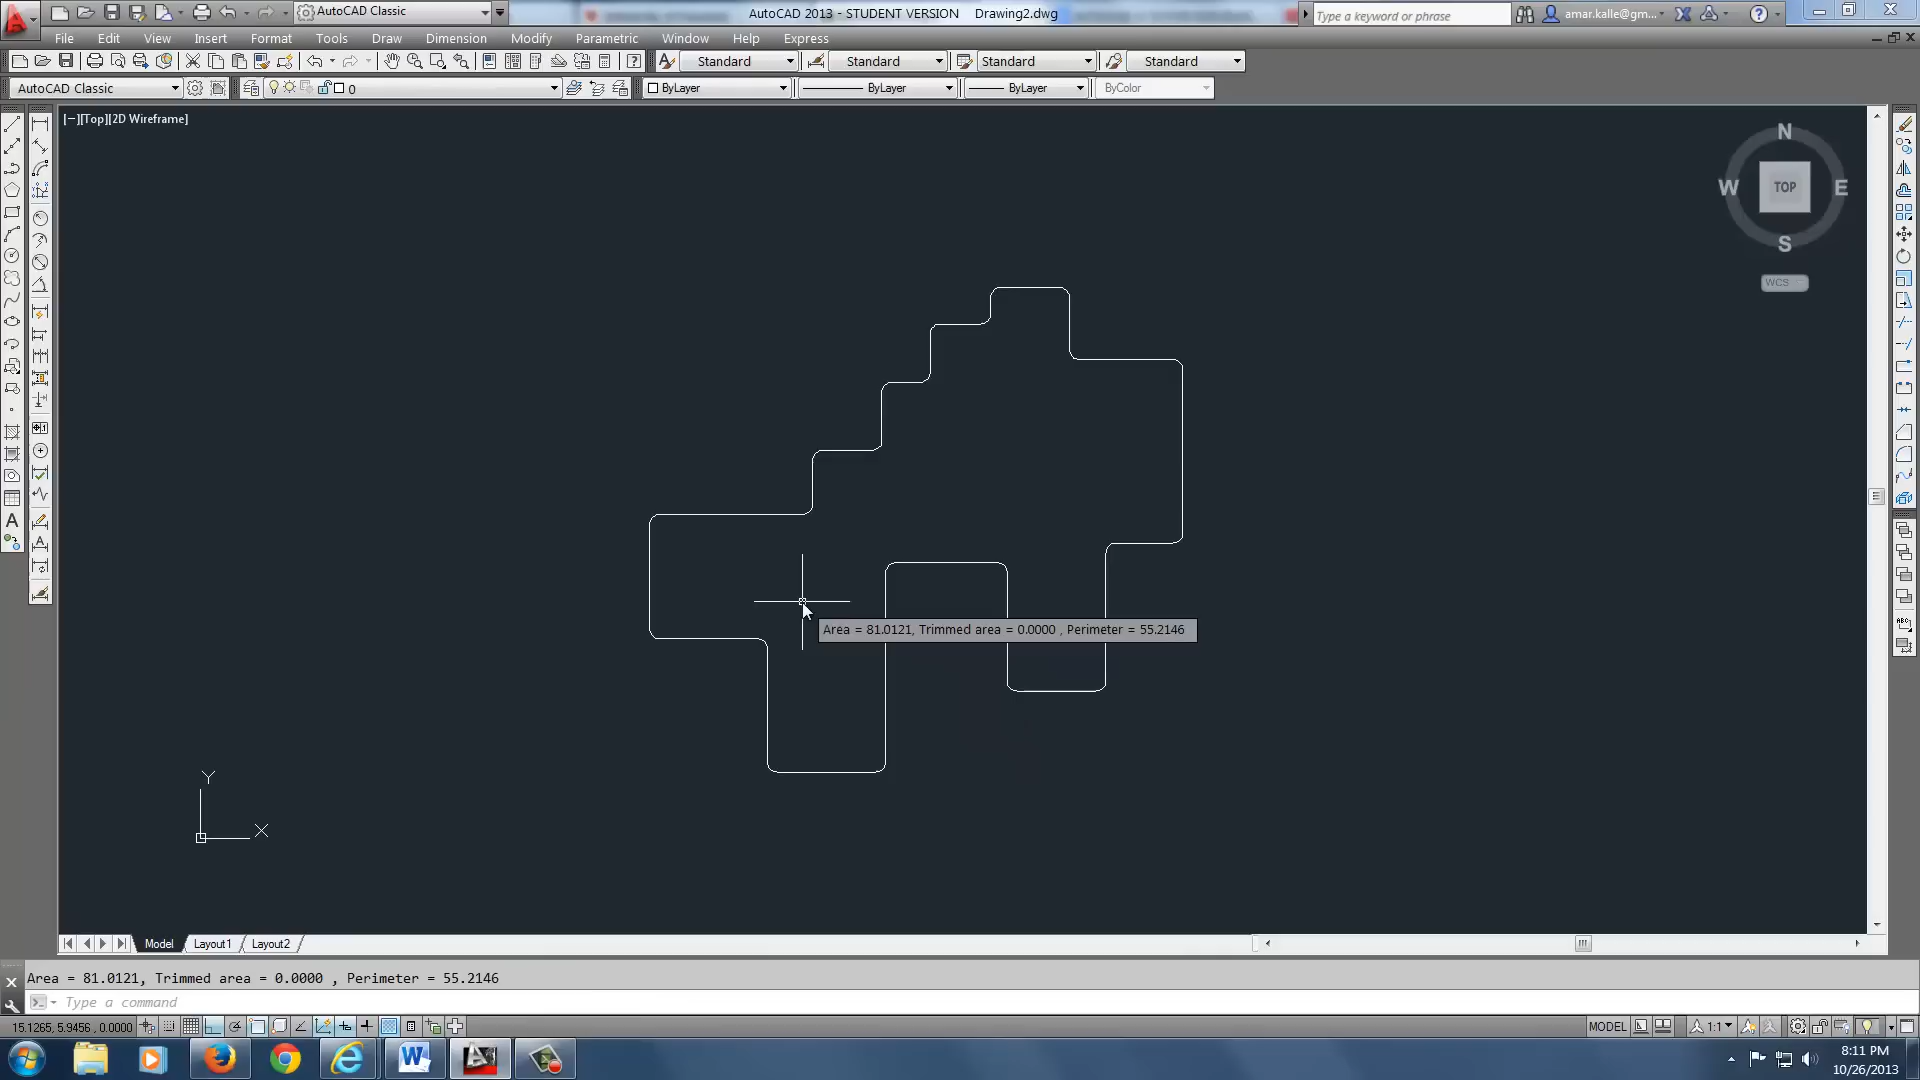 AutoCAD Classic
AutoCAD 2013 - STUDENT VERSION Drawing2.dwg
Type a keyword or phrase
amar.kalle@gm...
File Edit View Insert Format Tools Draw Dimension Modify Parametric Window Help Express
Standard Standard Standard Standard
AutoCAD Classic 0 ByLayer ByLayer ByLayer ByColor
[−][Top][2D Wireframe]
N
W TOP E
S
WCS
Area = 81.0121, Trimmed area = 0.0000 , Perimeter = 55.2146
Y
X
Model Layout1 Layout2
Area = 81.0121, Trimmed area = 0.0000 , Perimeter = 55.2146
Type a command
15.1265, 5.9456 , 0.0000 MODEL 1:1
8:11 PM
10/26/2013